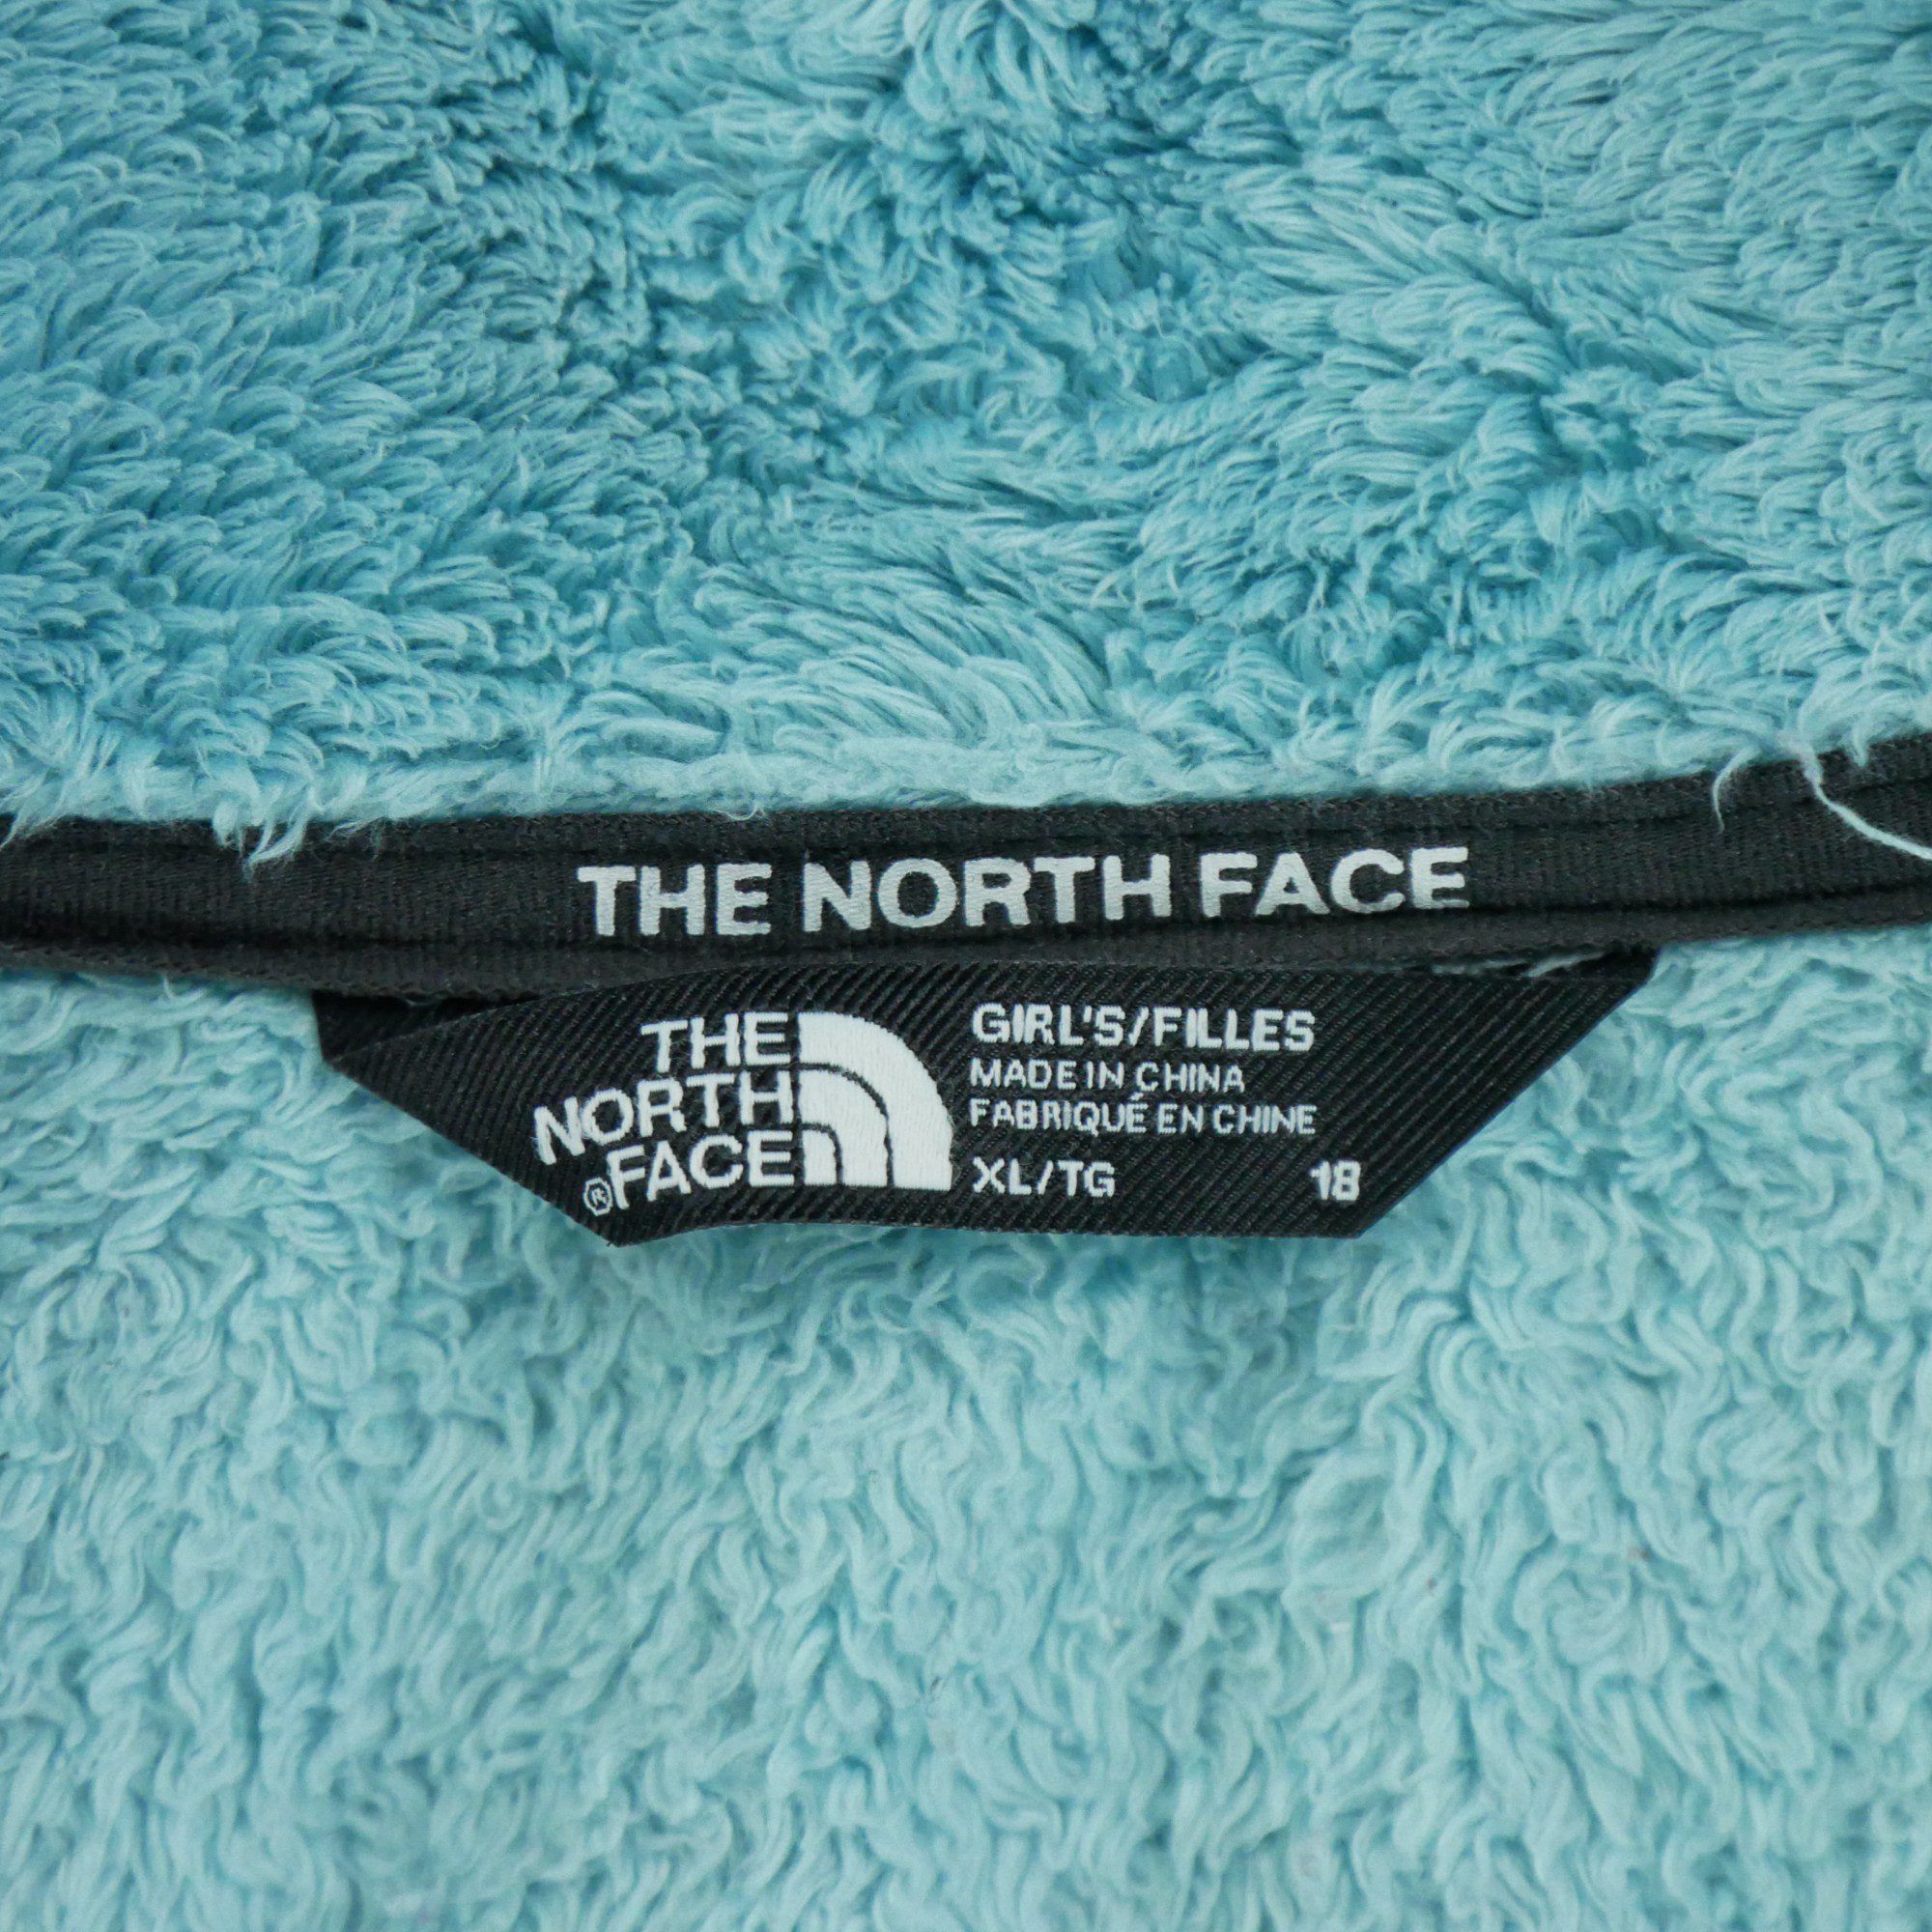 THE NORTH FACE
THE
NORTH
FACE
®
GIRL'S/FILLES
MADE IN CHINA
FABRIQUÉ EN CHINE
XL/TG 18